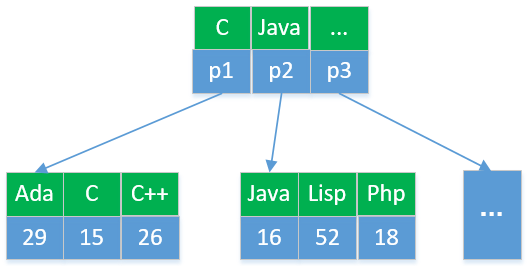 C Java ...
p1 p2 p3
Ada C C++
29 15 26
Java Lisp Php
16 52 18
...